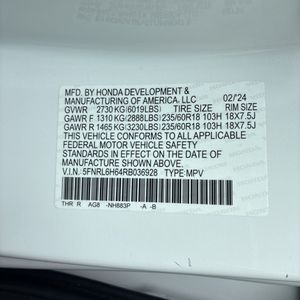 MFD. BY HONDA DEVELOPMENT &
MANUFACTURING OF AMERICA, LLC 02/'24
GVWR 2730 KG (6019LBS) TIRE SIZE RIM SIZE
GAWR F 1310 KG (2888LBS) 235/60R18 103H 18X7.5J
GAWR R 1465 KG (3230LBS) 235/60R18 103H 18X7.5J
THIS VEHICLE CONFORMS TO ALL APPLICABLE
FEDERAL MOTOR VEHICLE SAFETY
STANDARDS IN EFFECT ON THE DATE OF
MANUFACTURE SHOWN ABOVE.
V.I.N.: 5FNRL6H64RB036928 TYPE:MPV
THR R AG8 -NH883P -A -B